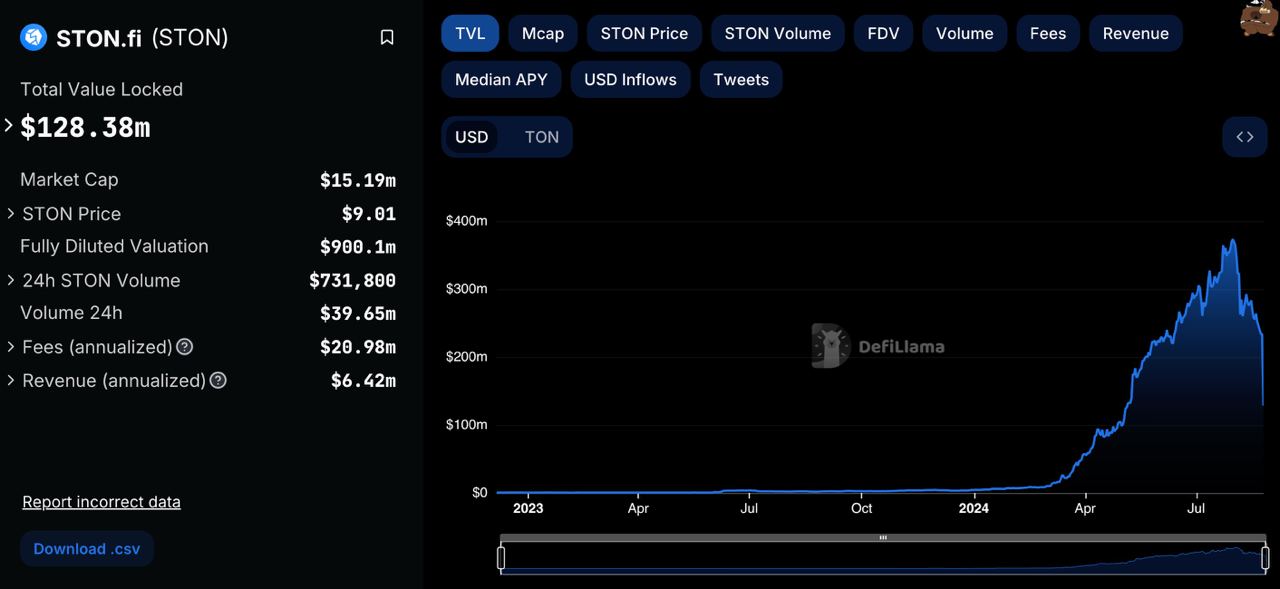 STON.fi (STON)
Total Value Locked
$128.38m
Market Cap $15.19m
STON Price $9.01
Fully Diluted Valuation $900.1m
24h STON Volume $731,800
Volume 24h $39.65m
Fees (annualized) ? $20.98m
Revenue (annualized) ? $6.42m
Report incorrect data
Download .csv
TVL Mcap STON Price STON Volume FDV Volume Fees Revenue
Median APY USD Inflows Tweets
USD TON
$400m
$300m
$200m
$100m
$0
DefiLlama
2023 Apr Jul Oct 2024 Apr Jul